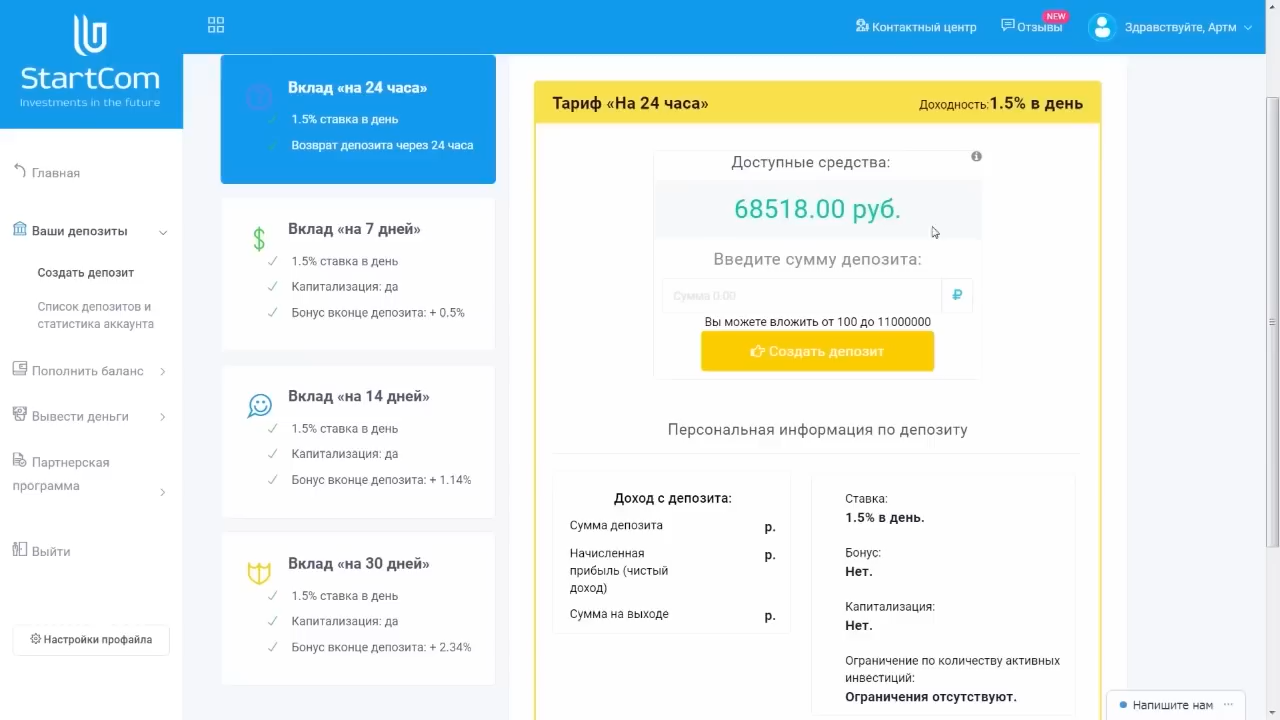 StartCom
Investments in the future
Контактный центр
Отзывы
NEW
Здравствуйте, Артм
Главная
Ваши депозиты
Создать депозит
Список депозитов и
статистика аккаунта
Пополнить баланс
Вывести деньги
Партнерская
программа
Выйти
Настройки профиля
Вклад «на 24 часа»
1.5% ставка в день
Возврат депозита через 24 часа
Вклад «на 7 дней»
1.5% ставка в день
Капитализация: да
Бонус вконце депозита: + 0.5%
Вклад «на 14 дней»
1.5% ставка в день
Капитализация: да
Бонус вконце депозита: + 1.14%
Вклад «на 30 дней»
1.5% ставка в день
Капитализация: да
Бонус вконце депозита: + 2.34%
Тариф «На 24 часа»
Доходность:1.5% в день
Доступные средства:
68518.00 руб.
Введите сумму депозита:
Сумма 0.00
₽
Вы можете вложить от 100 до 11000000
Создать депозит
Персональная информация по депозиту
Доход с депозита:
Сумма депозита р.
Начисленная р.
прибыль (чистый
доход)
Сумма на выходе р.
Ставка:
1.5% в день.
Бонус:
Нет.
Капитализация:
Нет.
Ограничение по количеству активных
инвестиций:
Ограничения отсутствуют.
Напишите нам